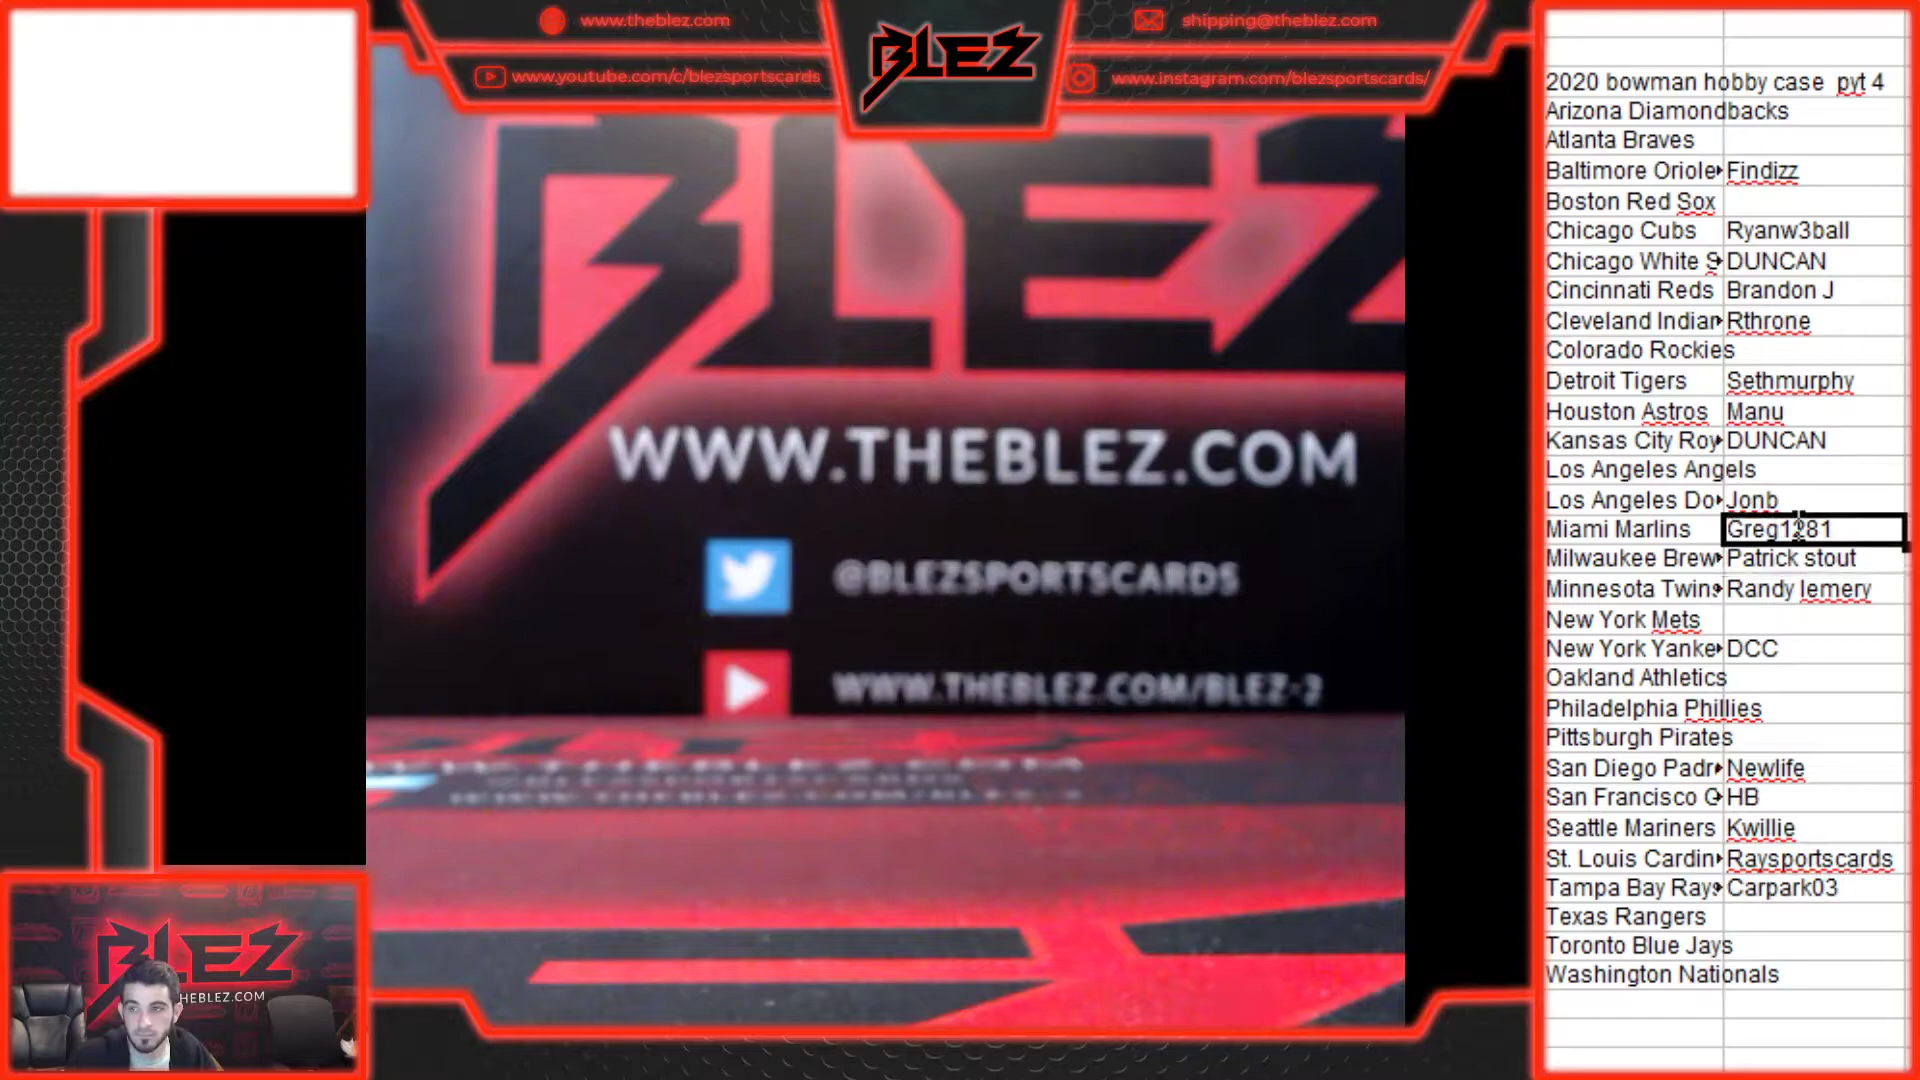 www.theblez.com
www.youtube.com/c/blezsportscards
BLEZ
shipping@theblez.com
www.instagram.com/blezsportscards/
BLEZ
WWW.THEBLEZ.COM
@BLEZSPORTSCARDS
WWW.THEBLEZ.COM/BLEZ-2
BLEZ
HEBLEZ.COM
2020 bowman hobby case pyt 4
Arizona Diamondbacks
Atlanta Braves
Baltimore Oriole Findizz
Boston Red Sox
Chicago Cubs Ryanw3ball
Chicago White S DUNCAN
Cincinnati Reds Brandon J
Cleveland Indian Rthrone
Colorado Rockies
Detroit Tigers Sethmurphy
Houston Astros Manu
Kansas City Roy DUNCAN
Los Angeles Angels
Los Angeles Do Jonb
Miami Marlins Greg1281
Milwaukee Brew Patrick stout
Minnesota Twins Randy lemery
New York Mets
New York Yanke DCC
Oakland Athletics
Philadelphia Phillies
Pittsburgh Pirates
San Diego Padr Newlife
San Francisco G HB
Seattle Mariners Kwillie
St. Louis Cardin Raysportscards
Tampa Bay Rays Carpark03
Texas Rangers
Toronto Blue Jays
Washington Nationals